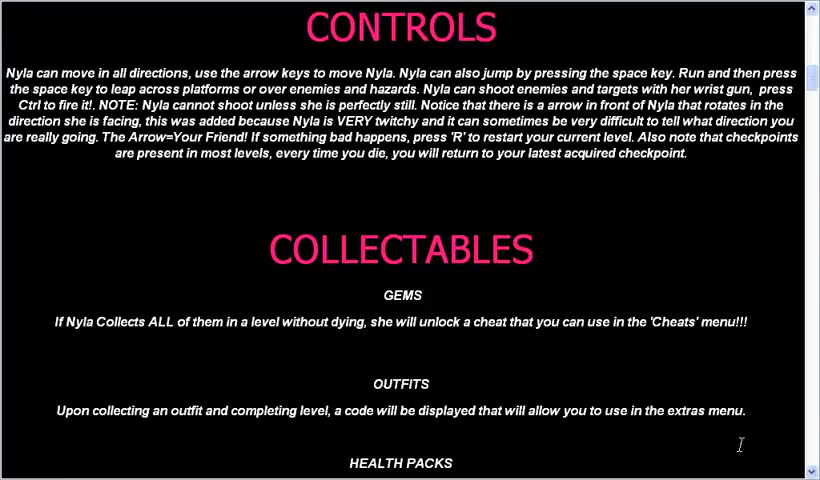 CONTROLS
Nyla can move in all directions, use the arrow keys to move Nyla. Nyla can also jump by pressing the space key. Run and then press
the space key to leap across platforms or over enemies and hazards. Nyla can shoot enemies and targets with her wrist gun,  press
Ctrl to fire it!. NOTE: Nyla cannot shoot unless she is perfectly still. Notice that there is a arrow in front of Nyla that rotates in the
direction she is facing, this was added because Nyla is VERY twitchy and it can sometimes be very difficult to tell what direction you
are really going. The Arrow=Your Friend! If something bad happens, press 'R' to restart your current level. Also note that checkpoints
are present in most levels, every time you die, you will return to your latest acquired checkpoint.
COLLECTABLES
GEMS
If Nyla Collects ALL of them in a level without dying, she will unlock a cheat that you can use in the 'Cheats' menu!!!
OUTFITS
Upon collecting an outfit and completing level, a code will be displayed that will allow you to use in the extras menu.
HEALTH PACKS